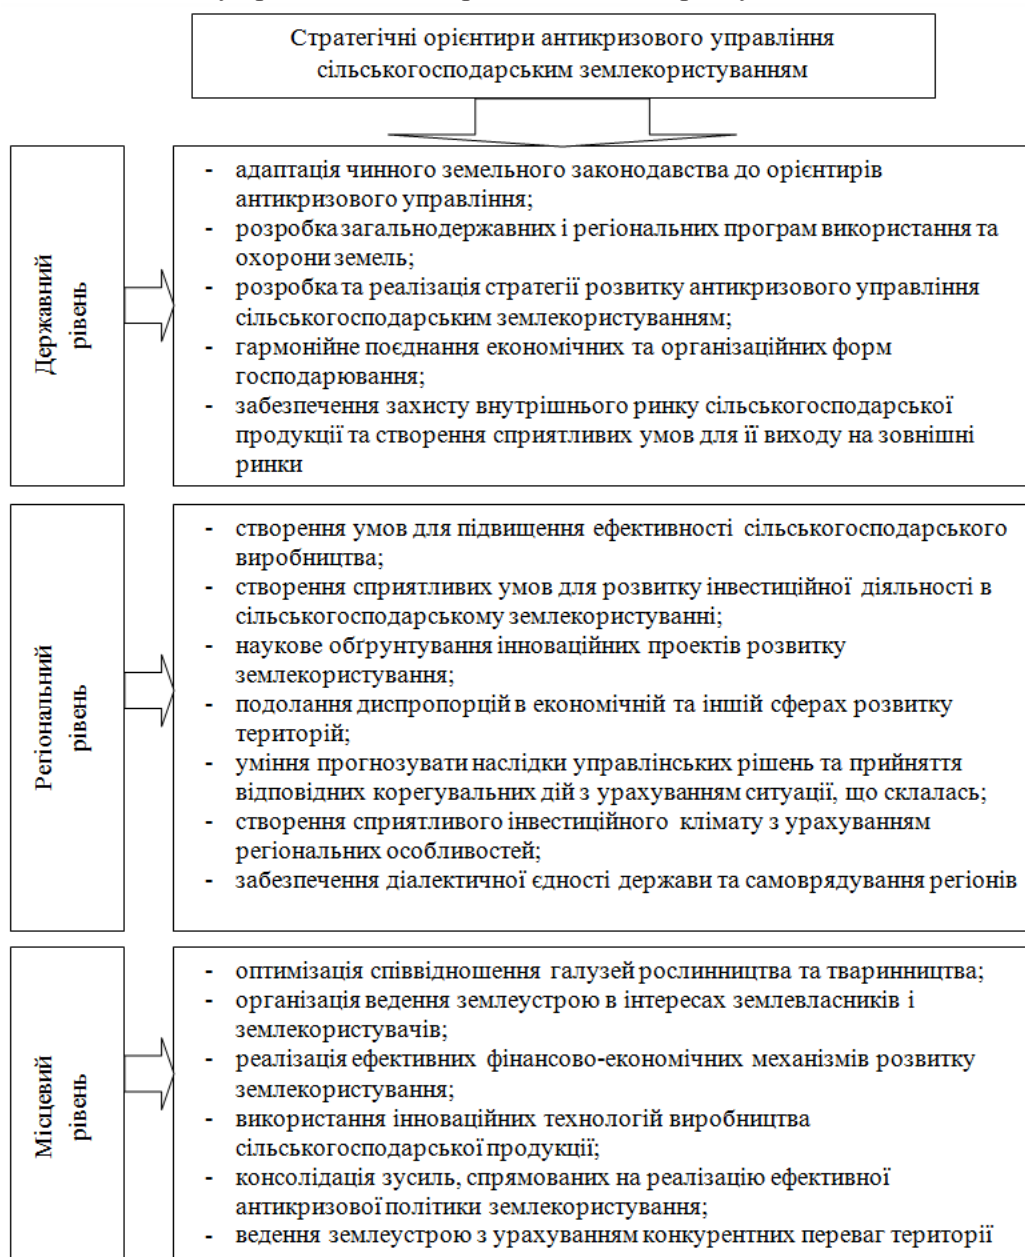 Стратегічні орієнтири антикризового управління
сільськогосподарським землекористуванням
Державний
рівень
- адаптація чинного земельного законодавства до орієнтирів
антикризового управління;
- розробка загальнодержавних і регіональних програм використання та
охорони земель;
- розробка та реалізація стратегії розвитку антикризового управління
сільськогосподарським землекористуванням;
- гармонійне поєднання економічних та організаційних форм
господарювання;
- забезпечення захисту внутрішнього ринку сільськогосподарської
продукції та створення сприятливих умов для її виходу на зовнішні
ринки
Регіональний
рівень
- створення умов для підвищення ефективності сільськогосподарського
виробництва;
- створення сприятливих умов для розвитку інвестиційної діяльності в
сільськогосподарському землекористуванні;
- наукове обґрунтування інноваційних проектів розвитку
землекористування;
- подолання диспропорцій в економічній та іншій сферах розвитку
територій;
- уміння прогнозувати наслідки управлінських рішень та прийняття
відповідних корегувальних дій з урахуванням ситуації, що склалась;
- створення сприятливого інвестиційного клімату з урахуванням
регіональних особливостей;
- забезпечення діалектичної єдності держави та самоврядування регіонів
Місцевий
рівень
- оптимізація співвідношення галузей рослинництва та тваринництва;
- організація ведення землеустрою в інтересах землевласників і
землекористувачів;
- реалізація ефективних фінансово-економічних механізмів розвитку
землекористування;
- використання інноваційних технологій виробництва
сільськогосподарської продукції;
- консолідація зусиль, спрямованих на реалізацію ефективної
антикризової політики землекористування;
- ведення землеустрою з урахуванням конкурентних переваг території